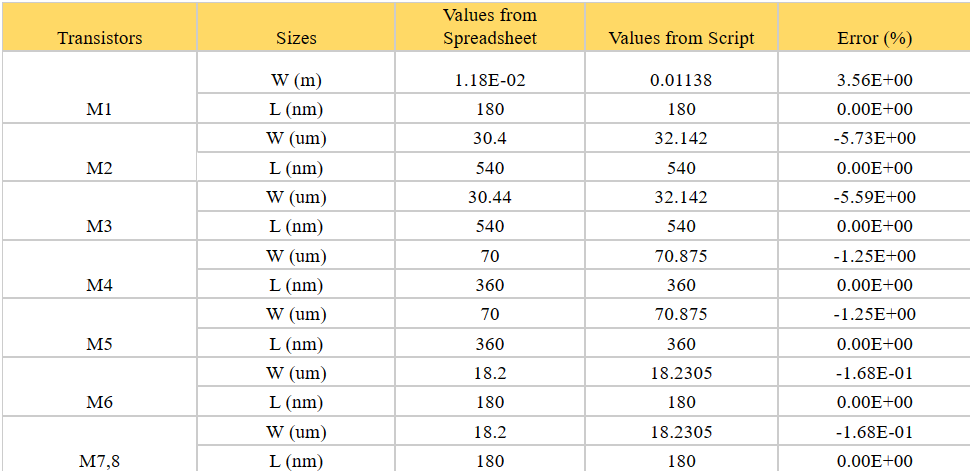 Transistors Sizes Values from Spreadsheet Values from Script Error (%)
W (m) 1.18E-02 0.01138 3.56E+00
M1 L (nm) 180 180 0.00E+00
W (um) 30.4 32.142 -5.73E+00
M2 L (nm) 540 540 0.00E+00
W (um) 30.44 32.142 -5.59E+00
M3 L (nm) 540 540 0.00E+00
W (um) 70 70.875 -1.25E+00
M4 L (nm) 360 360 0.00E+00
W (um) 70 70.875 -1.25E+00
M5 L (nm) 360 360 0.00E+00
W (um) 18.2 18.2305 -1.68E-01
M6 L (nm) 180 180 0.00E+00
W (um) 18.2 18.2305 -1.68E-01
M7,8 L (nm) 180 180 0.00E+00